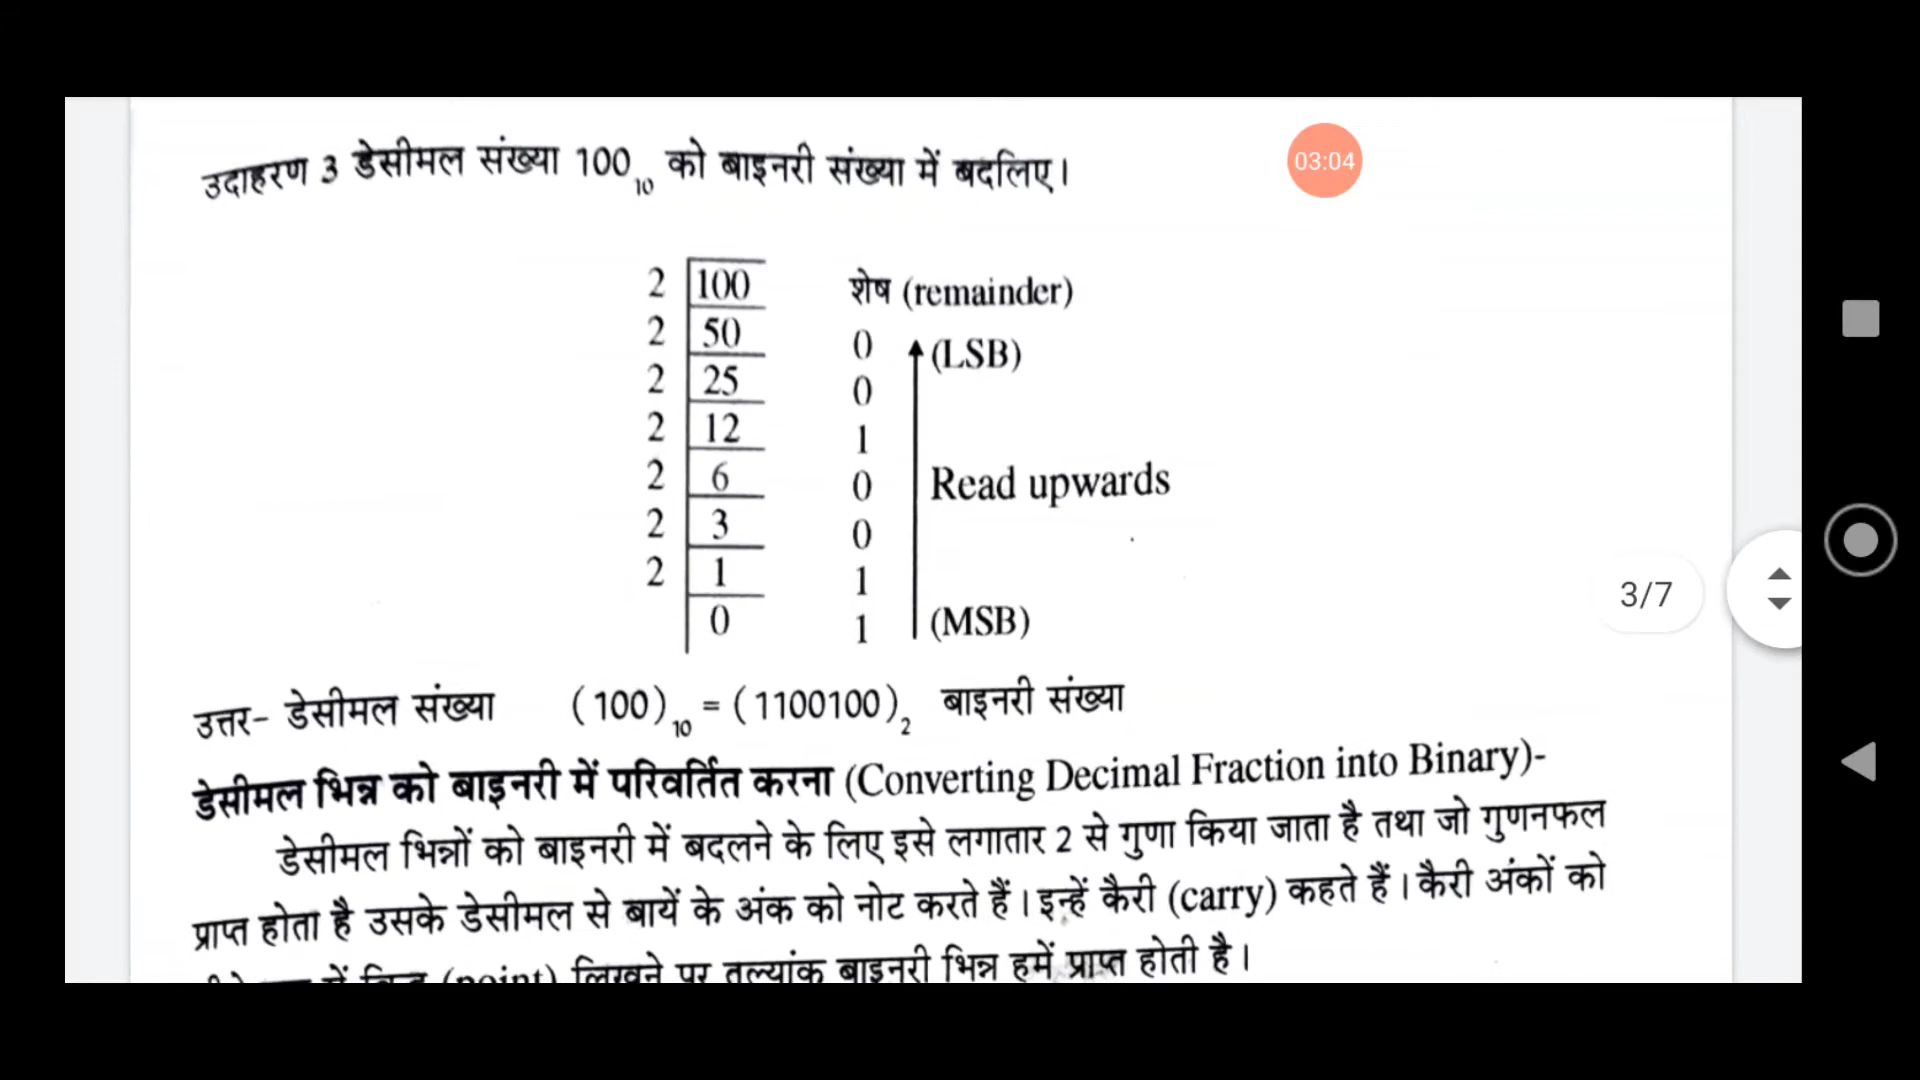 उदाहरण 3 डेसीमल संख्या 100₁₀ को बाइनरी संख्या में बदलिए।
03:04
2 100 शेष (remainder)
2 50 0 (LSB)
2 25 0
2 12 1
2 6 0 Read upwards
2 3 0
2 1 1
0 1 (MSB)
3/7
उत्तर- डेसीमल संख्या (100)₁₀ = (1100100)₂ बाइनरी संख्या
डेसीमल भिन्न को बाइनरी में परिवर्तित करना (Converting Decimal Fraction into Binary)-
डेसीमल भिन्नों को बाइनरी में बदलने के लिए इसे लगातार 2 से गुणा किया जाता है तथा जो गुणनफल
प्राप्त होता है उसके डेसीमल से बायें के अंक को नोट करते हैं। इन्हें कैरी (carry) कहते हैं। कैरी अंकों को
(point) लिखने पर तुल्यांक बाइनरी भिन्न हमें प्राप्त होती है।